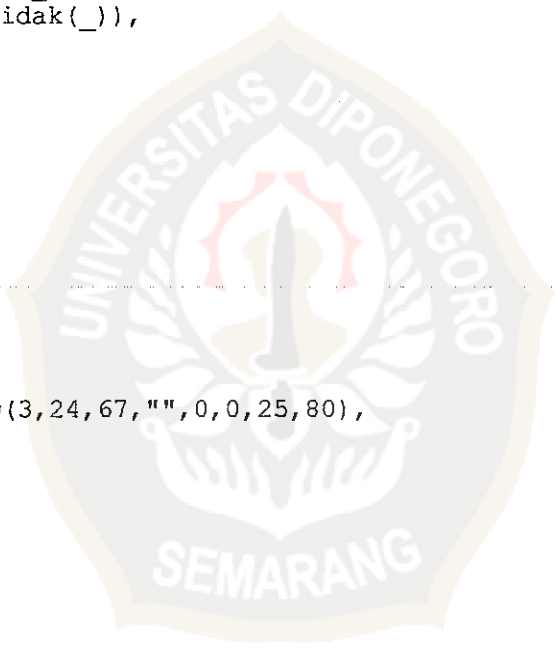 idak(_)),
UNIVERSITAS DIPONEGORO
(3,24,67,"",0,0,25,80),
SEMARANG